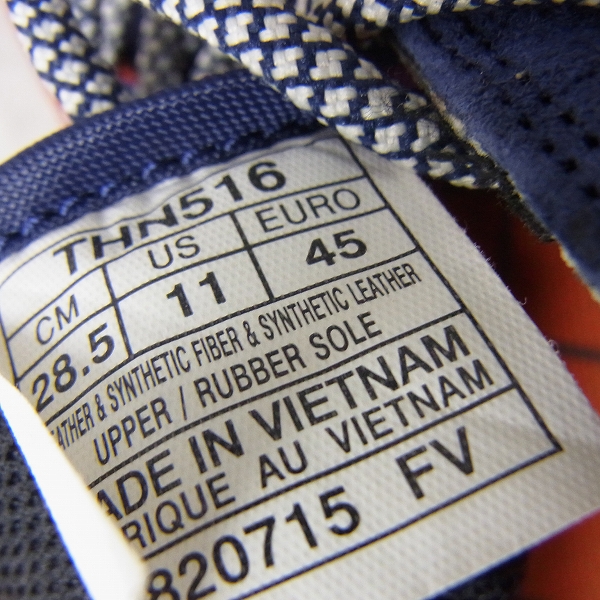 THN516
CM US EURO
28.5 11 45
& SYNTHETIC FIBER & SYNTHETIC LEATHER
UPPER / RUBBER SOLE
ADE IN VIETNAM
RIQUE AU VIETNAM
820715 FV